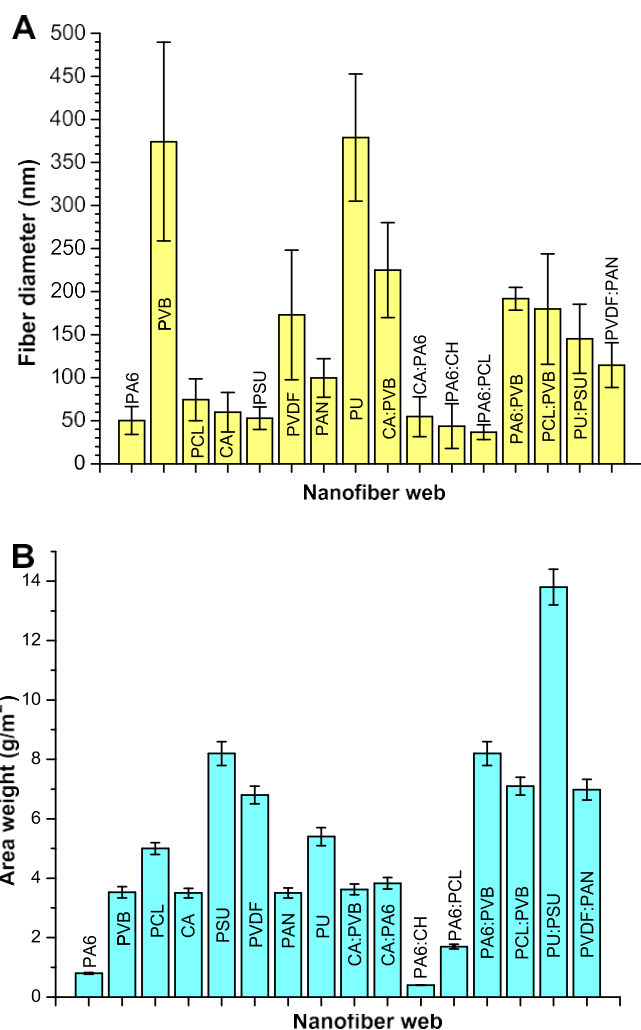 A
500
450
400
350
300
250
200
150
100
50
0
Fiber diameter (nm)
PA6
PVB
PCL
CA
PSU
PVDF
PAN
PU
CA:PVB
CA:PA6
PA6:CH
PA6:PCL
PA6:PVB
PCL:PVB
PU:PSU
PVDF:PAN
Nanofiber web
B
14
12
10
8
6
4
2
0
Area weight (g/m²)
PA6
PVB
PCL
CA
PSU
PVDF
PAN
PU
CA:PVB
CA:PA6
PA6:CH
PA6:PCL
PA6:PVB
PCL:PVB
PU:PSU
PVDF:PAN
Nanofiber web